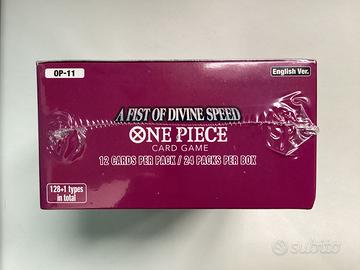 OP-11
English Ver.
A FIST OF DIVINE SPEED
ONE PIECE
CARD GAME
12 CARDS PER PACK / 24 PACKS PER BOX
128+1 types
in total
subito